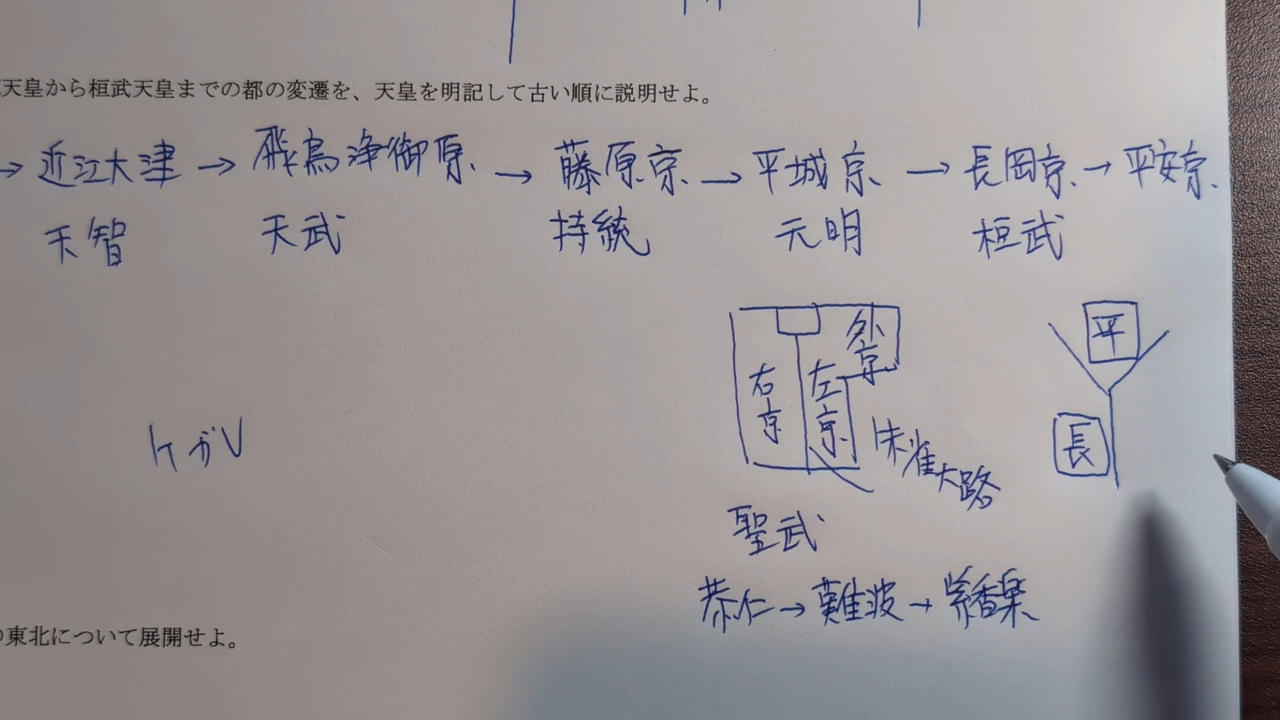 天皇から桓武天皇までの都の変遷を、天皇を明記して古い順に説明せよ。
→近江大津→飛鳥浄御原→藤原京→平城京→長岡京→平安京
天智 天武 持統 元明 桓武
外京
右京
左京
朱雀大路
平
長
ケガレ
聖武
恭仁→難波→紫香楽
東北について展開せよ。